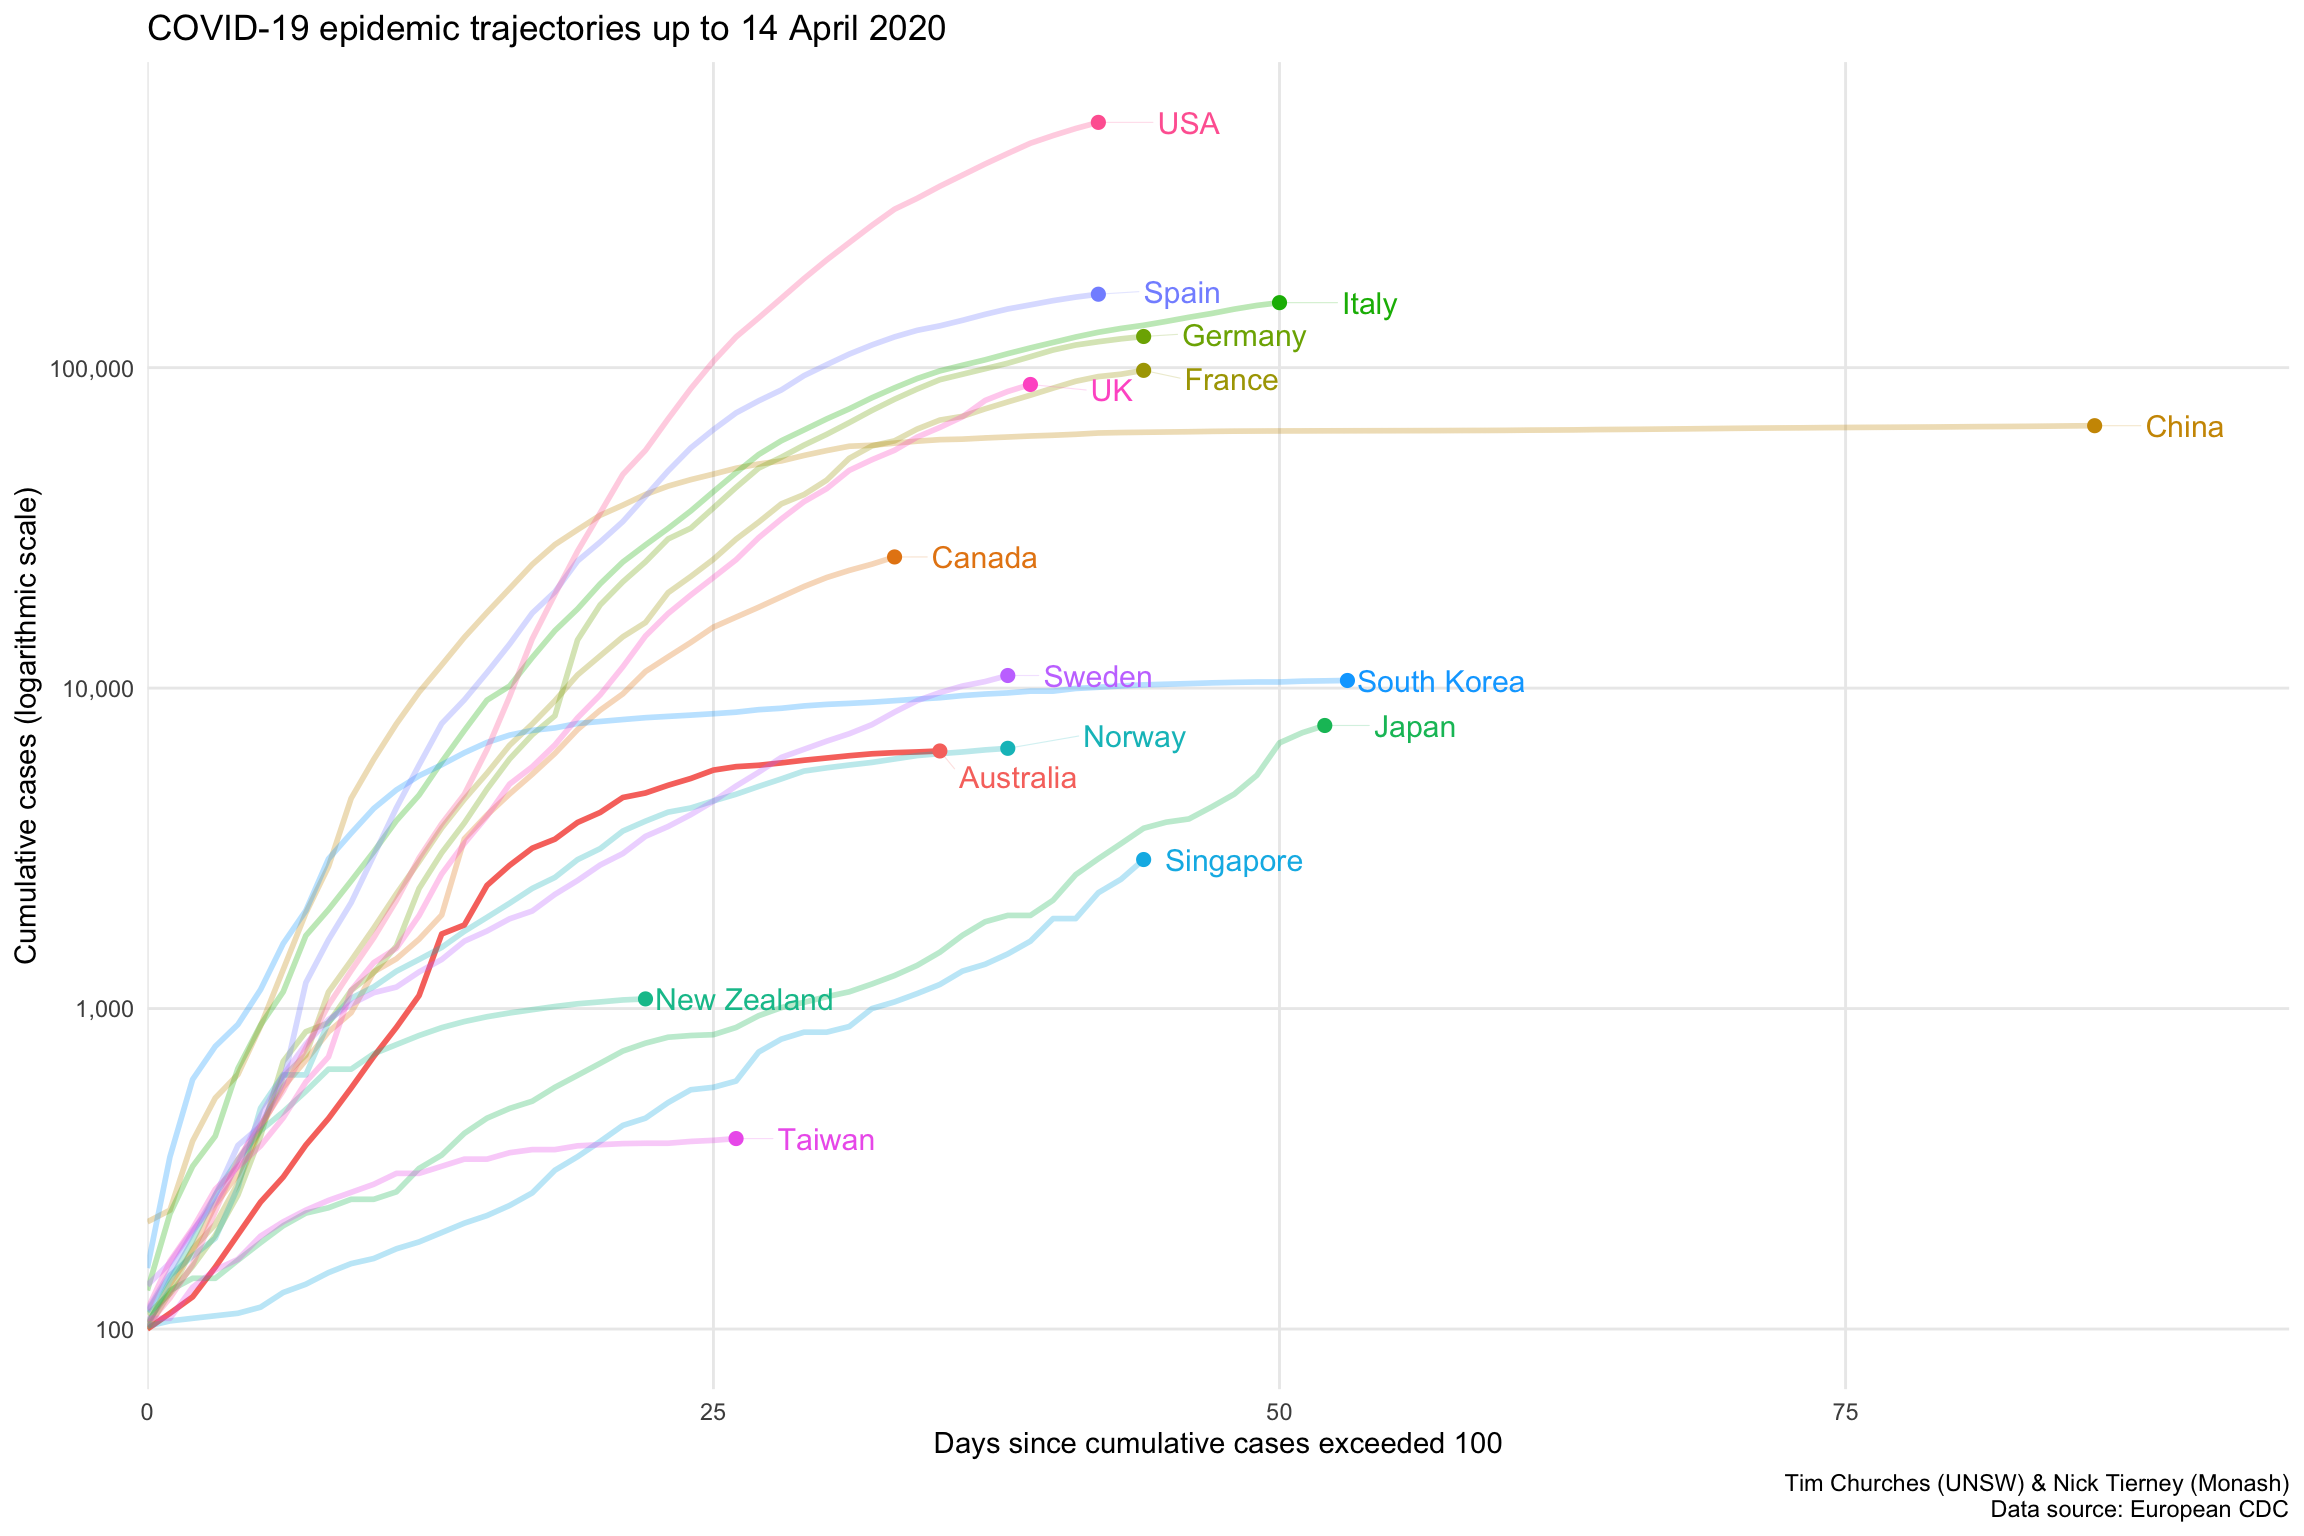 COVID-19 epidemic trajectories up to 14 April 2020
USA
Spain
Italy
Germany
100,000
France
UK
China
Canada
Sweden
South Korea
10,000
Japan
Norway
Australia
Singapore
New Zealand
1,000
Taiwan
100
Cumulative cases (logarithmic scale)
0 25 50 75
Days since cumulative cases exceeded 100
Tim Churches (UNSW) & Nick Tierney (Monash)
Data source: European CDC